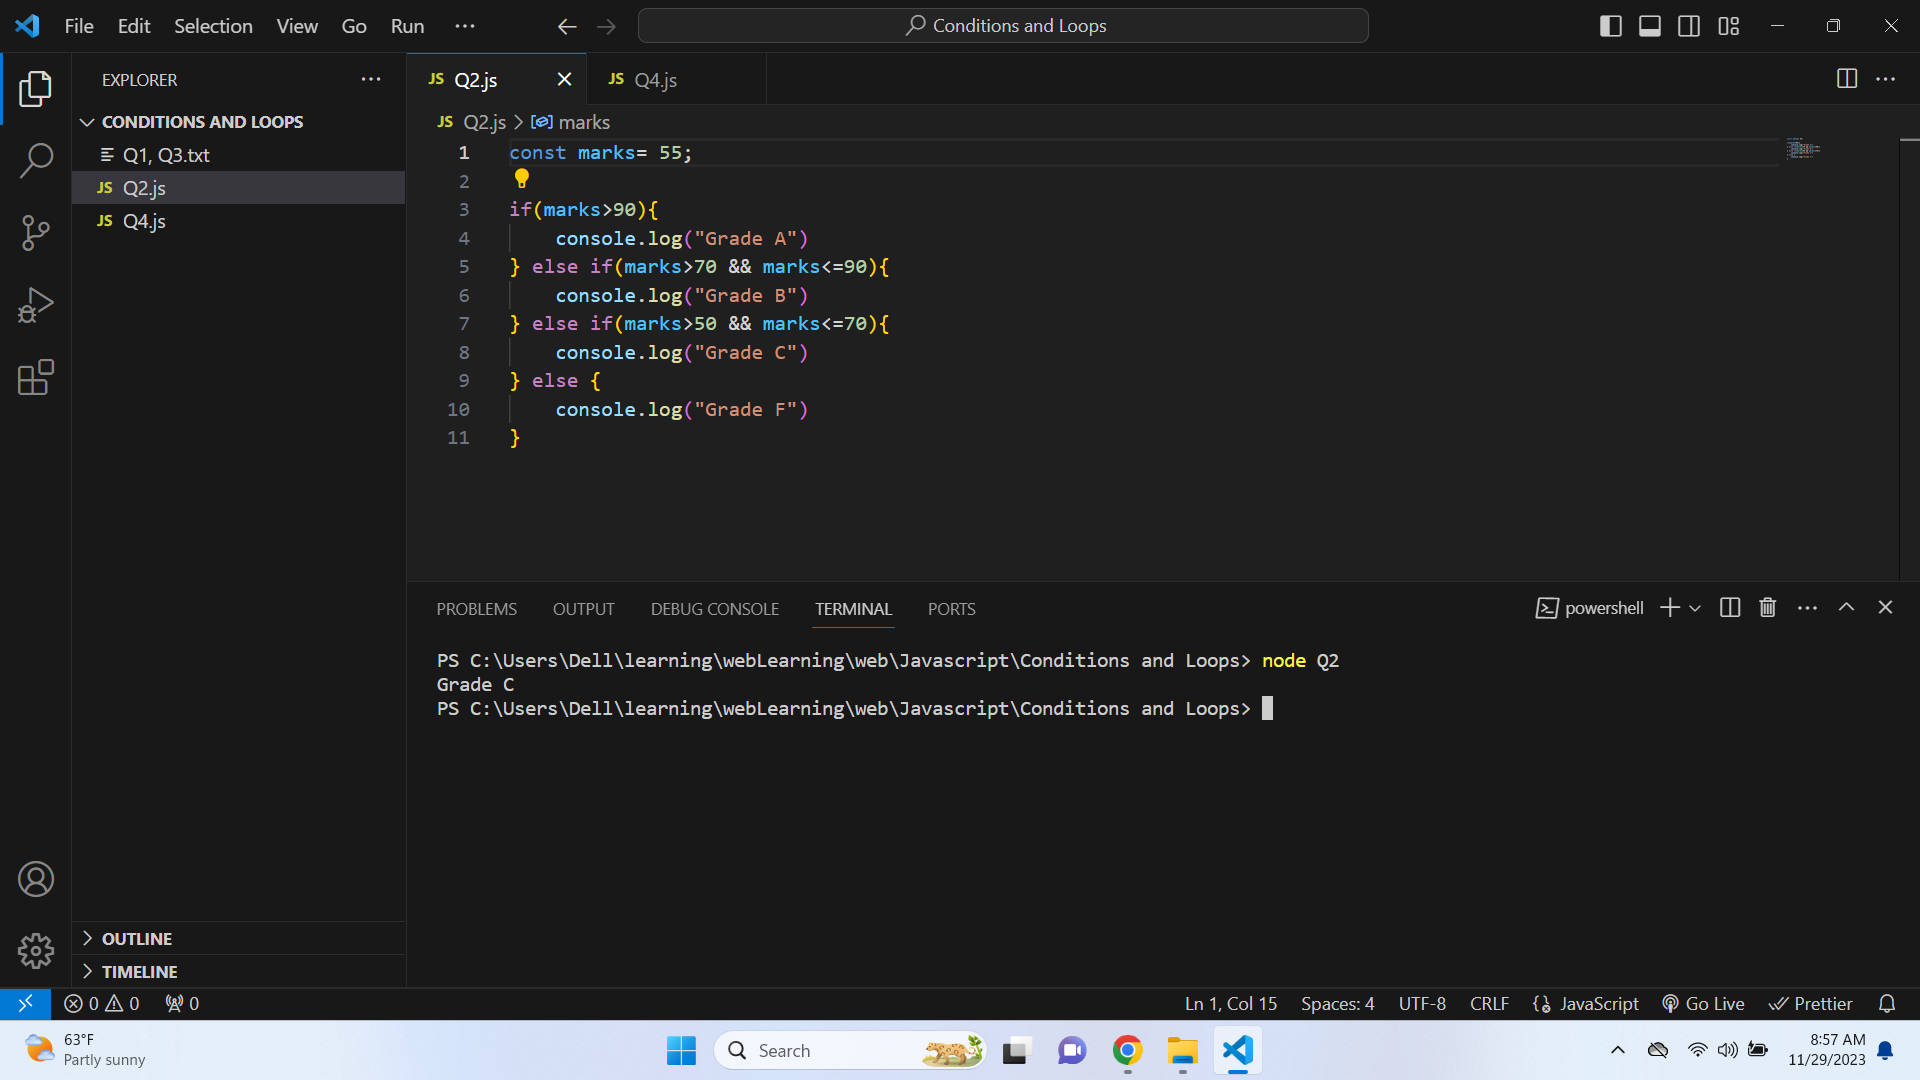 File Edit Selection View Go Run ···
Conditions and Loops
EXPLORER
CONDITIONS AND LOOPS
Q1, Q3.txt
JS Q2.js
JS Q4.js
OUTLINE
TIMELINE
JS Q2.js
JS Q4.js
JS Q2.js > marks
1 const marks= 55;
2
3 if(marks>90){
4 console.log("Grade A")
5 } else if(marks>70 && marks<=90){
6 console.log("Grade B")
7 } else if(marks>50 && marks<=70){
8 console.log("Grade C")
9 } else {
10 console.log("Grade F")
11 }
PROBLEMS OUTPUT DEBUG CONSOLE TERMINAL PORTS
powershell
PS C:\Users\Dell\learning\webLearning\web\Javascript\Conditions and Loops> node Q2
Grade C
PS C:\Users\Dell\learning\webLearning\web\Javascript\Conditions and Loops>
0 0 0
Ln 1, Col 15 Spaces: 4 UTF-8 CRLF {} JavaScript Go Live Prettier
63°F
Partly sunny
Search
8:57 AM
11/29/2023